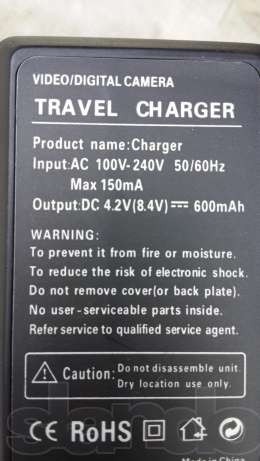 VIDEO/DIGITAL CAMERA
TRAVEL CHARGER
Product name:Charger
Input:AC 100V-240V 50/60Hz
Max 150mA
Output:DC 4.2V(8.4V) 600mAh
WARNING:
To prevent it from fire or moisture.
To reduce the risk of electronic shock.
Do not remove cover(or back plate).
No user-serviceable parts inside.
Refer service to qualified service agent.
Caution: Do not disassemble unit.
Dry location use only.
CE RoHS
Made in China